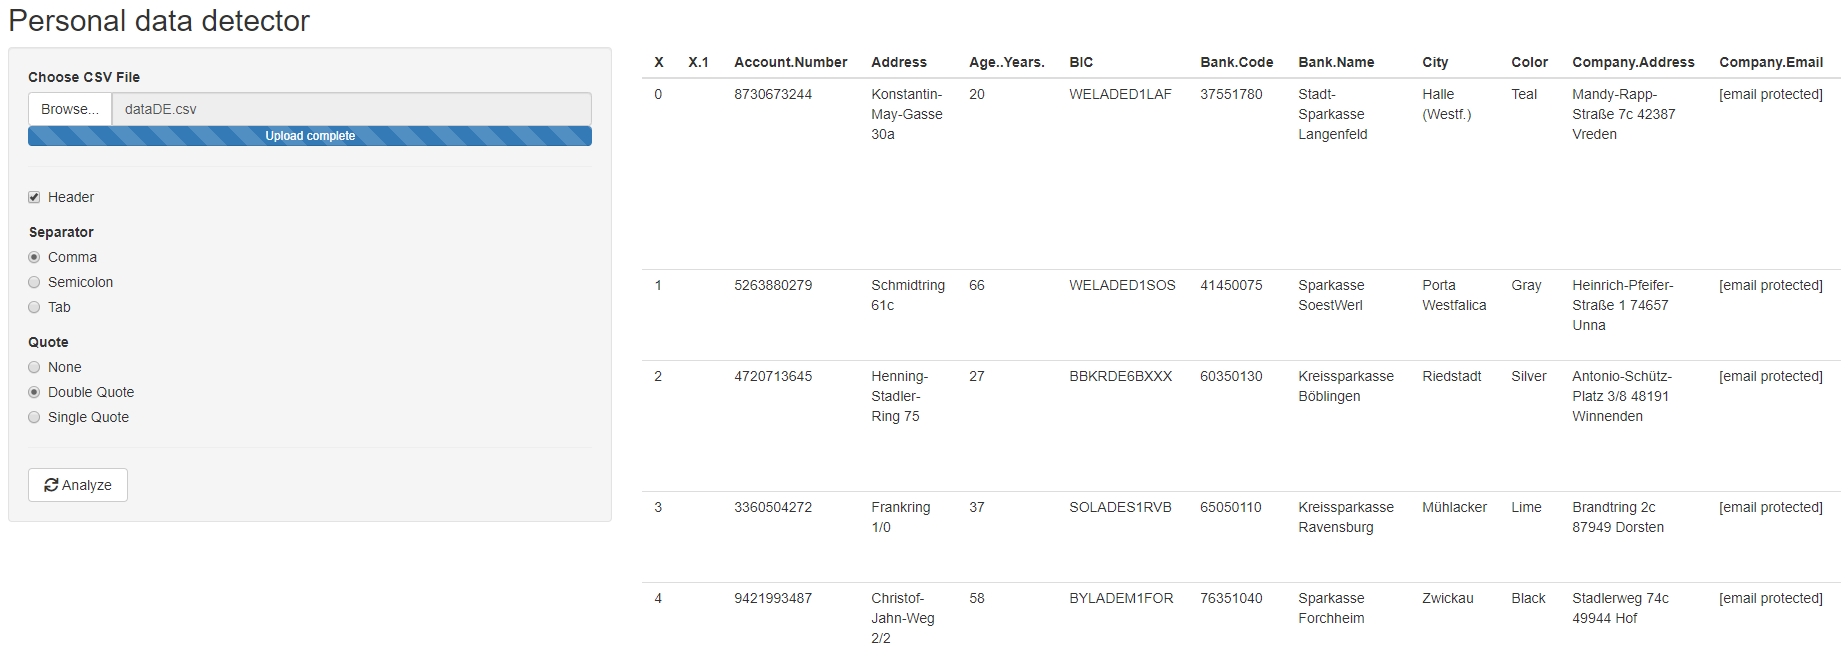 Personal data detector
Choose CSV File
Browse... dataDE.csv
Upload complete
Header
Separator
Comma
Semicolon
Tab
Quote
None
Double Quote
Single Quote
Analyze
X X.1 Account.Number Address Age..Years. BIC Bank.Code Bank.Name City Color Company.Address Company.Email
0 8730673244 Konstantin- 20 WELADED1LAF 37551780 Stadt- Halle Teal Mandy-Rapp- [email protected]
May-Gasse Sparkasse (Westf.) Straße 7c 42387
30a Langenfeld Vreden
1 5263880279 Schmidtring 66 WELADED1SOS 41450075 Sparkasse Porta Gray Heinrich-Pfeifer- [email protected]
61c SoestWerl Westfalica Straße 1 74657
Unna
2 4720713645 Henning- 27 BBKRDE6BXXX 60350130 Kreissparkasse Riedstadt Silver Antonio-Schütz- [email protected]
Stadler- Böblingen Platz 3/8 48191
Ring 75 Winnenden
3 3360504272 Frankring 37 SOLADES1RVB 65050110 Kreissparkasse Mühlacker Lime Brandtring 2c [email protected]
1/0 Ravensburg 87949 Dorsten
4 9421993487 Christof- 58 BYLADEM1FOR 76351040 Sparkasse Zwickau Black Stadlerweg 74c [email protected]
Jahn-Weg Forchheim 49944 Hof
2/2